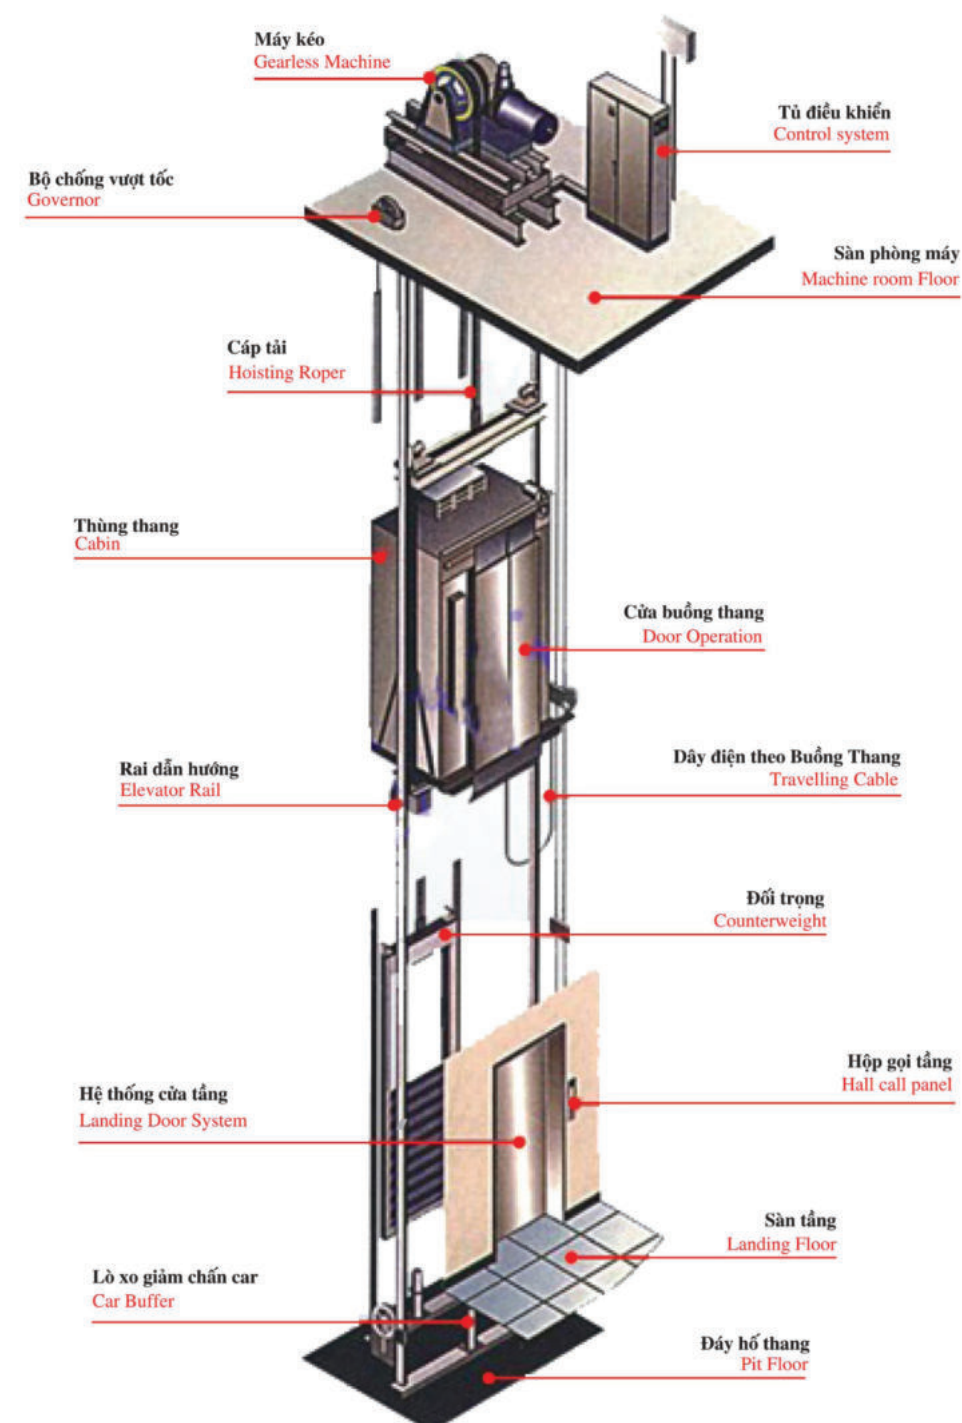 Máy kéo
Gearless Machine
Tủ điều khiển
Control system
Bộ chống vượt tốc
Governor
Sàn phòng máy
Machine room Floor
Cáp tải
Hoisting Roper
Thùng thang
Cabin
Cửa buồng thang
Door Operation
Rai dẫn hướng
Elevator Rail
Dây điện theo Buồng Thang
Travelling Cable
Đối trọng
Counterweight
Hộp gọi tầng
Hall call panel
Hệ thống cửa tầng
Landing Door System
Sàn tầng
Landing Floor
Lò xo giảm chấn car
Car Buffer
Đáy hố thang
Pit Floor